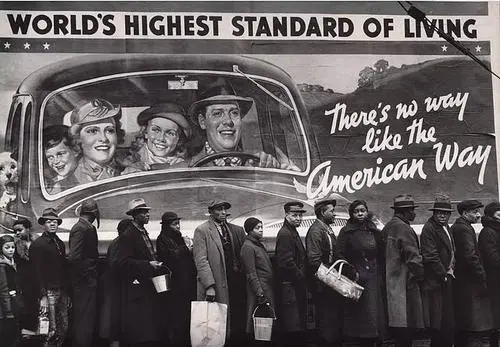 WORLD'S HIGHEST STANDARD OF LIVING
There's no way
like the
American Way